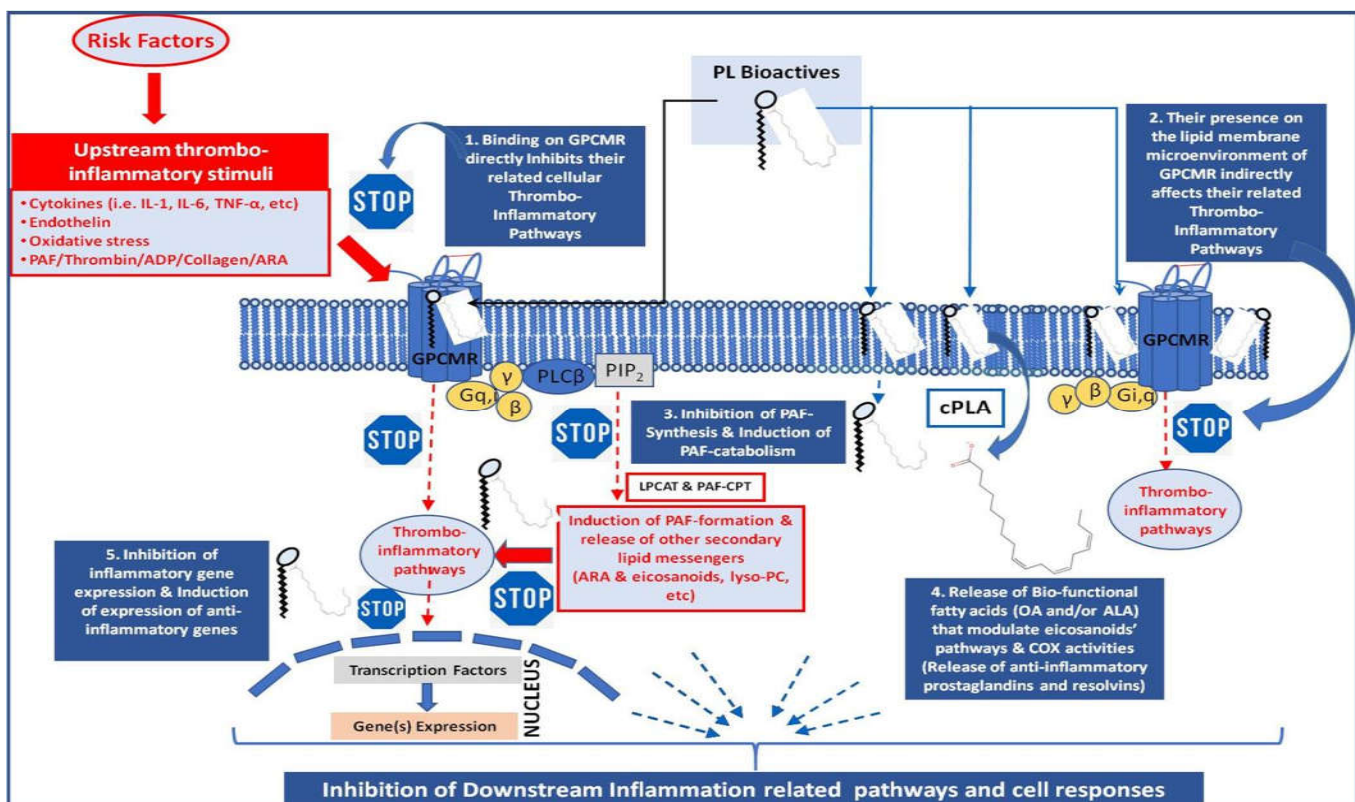 Risk Factors
Upstream thrombo-
inflammatory stimuli
• Cytokines (i.e. IL-1, IL-6, TNF-α, etc)
• Endothelin
• Oxidative stress
• PAF/Thrombin/ADP/Collagen/ARA
STOP
1. Binding on GPCMR
directly Inhibits their
related cellular
Thrombo-
Inflammatory
Pathways
PL Bioactives
2. Their presence on
the lipid membrane
microenvironment of
GPCMR indirectly
affects their related
Thrombo-
Inflammatory
Pathways
GPCMR
Gq,
γ
β
PLCβ
PIP₂
GPCMR
γ
β
Gi,q
STOP
STOP
3. Inhibition of PAF-
Synthesis & Induction of
PAF-catabolism
cPLA
STOP
LPCAT & PAF-CPT
Induction of PAF-formation &
release of other secondary
lipid messengers
(ARA & eicosanoids, lyso-PC,
etc)
Thrombo-
inflammatory
pathways
Thrombo-
inflammatory
pathways
STOP
STOP
5. Inhibition of
inflammatory gene
expression & Induction
of expression of anti-
inflammatory genes
4. Release of Bio-functional
fatty acids (OA and/or ALA)
that modulate eicosanoids'
pathways & COX activities
(Release of anti-inflammatory
prostaglandins and resolvins)
Transcription Factors
Gene(s) Expression
NUCLEUS
Inhibition of Downstream Inflammation related pathways and cell responses